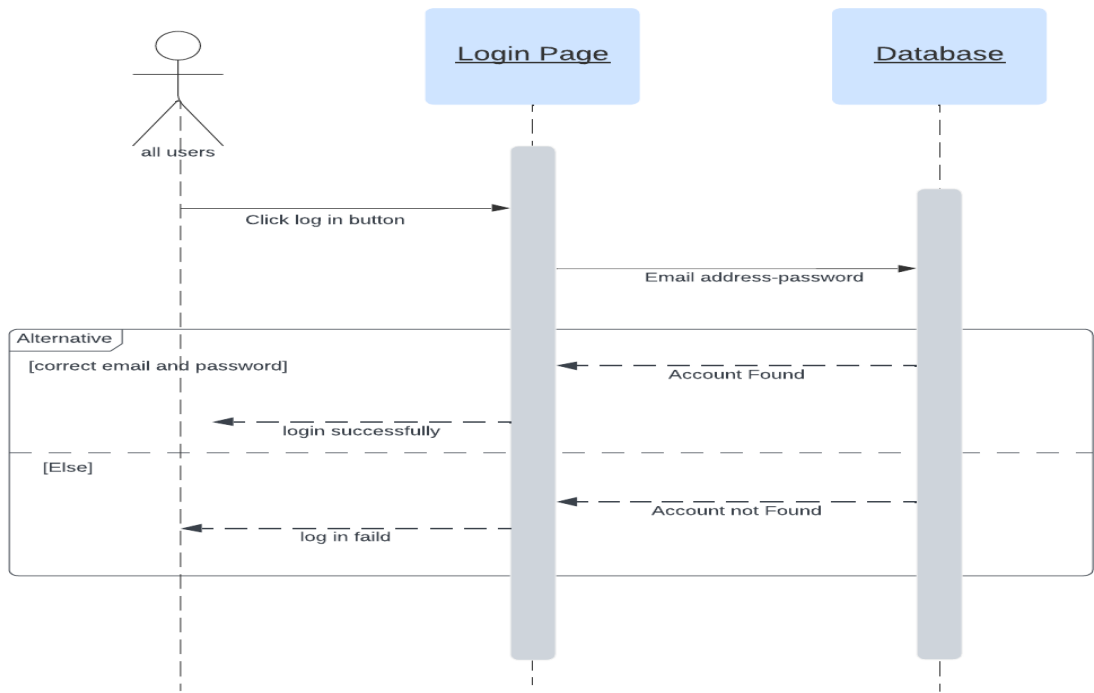 Login Page
Database
all users
Click log in button
Email address-password
Alternative
[correct email and password]
Account Found
login successfully
[Else]
Account not Found
log in faild